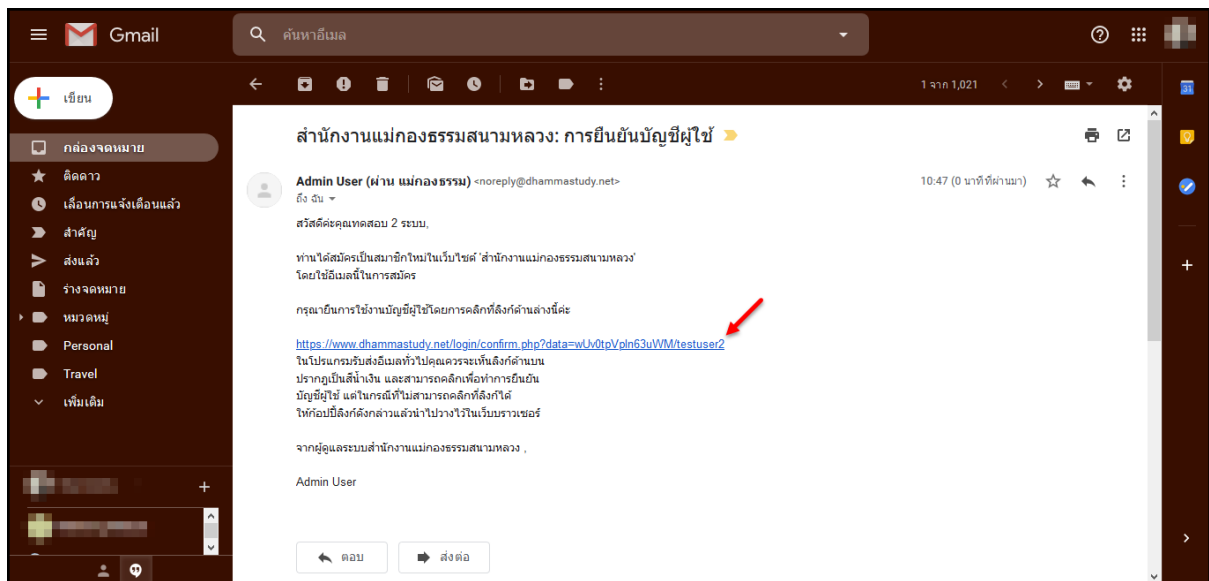 Gmail
ค้นหาอีเมล
เขียน
1 จาก 1,021
31
กล่องจดหมาย
ติดดาว
เลื่อนการแจ้งเตือนแล้ว
สำคัญ
ส่งแล้ว
ร่างจดหมาย
หมวดหมู่
Personal
Travel
เพิ่มเติม
สำนักงานแม่กองธรรมสนามหลวง: การยืนยันบัญชีผู้ใช้
Admin User (ผ่าน แม่กองธรรม) <noreply@dhammastudy.net>
10:47 (0 นาทีที่ผ่านมา)
ถึง ฉัน
สวัสดีค่ะคุณทดสอบ 2 ระบบ,
ท่านได้สมัครเป็นสมาชิกใหม่ในเว็บไซต์ 'สำนักงานแม่กองธรรมสนามหลวง'
โดยใช้อีเมลนี้ในการสมัคร
กรุณายืนการใช้งานบัญชีผู้ใช้โดยการคลิกที่ลิงก์ด้านล่างนี้ค่ะ
https://www.dhammastudy.net/login/confirm.php?data=wUv0tpVpln63uWM/testuser2
ในโปรแกรมรับส่งอีเมลทั่วไปคุณควรจะเห็นลิงก์ด้านบน
ปรากฏเป็นสีน้ำเงิน และสามารถคลิกเพื่อทำการยืนยัน
บัญชีผู้ใช้ แต่ในกรณีที่ไม่สามารถคลิกที่ลิงก์ได้
ให้ก๊อปปี้ลิงก์ดังกล่าวแล้วนำไปวางไว้ในเว็บบราวเซอร์
จากผู้ดูแลระบบสำนักงานแม่กองธรรมสนามหลวง ,
Admin User
ตอบ
ส่งต่อ